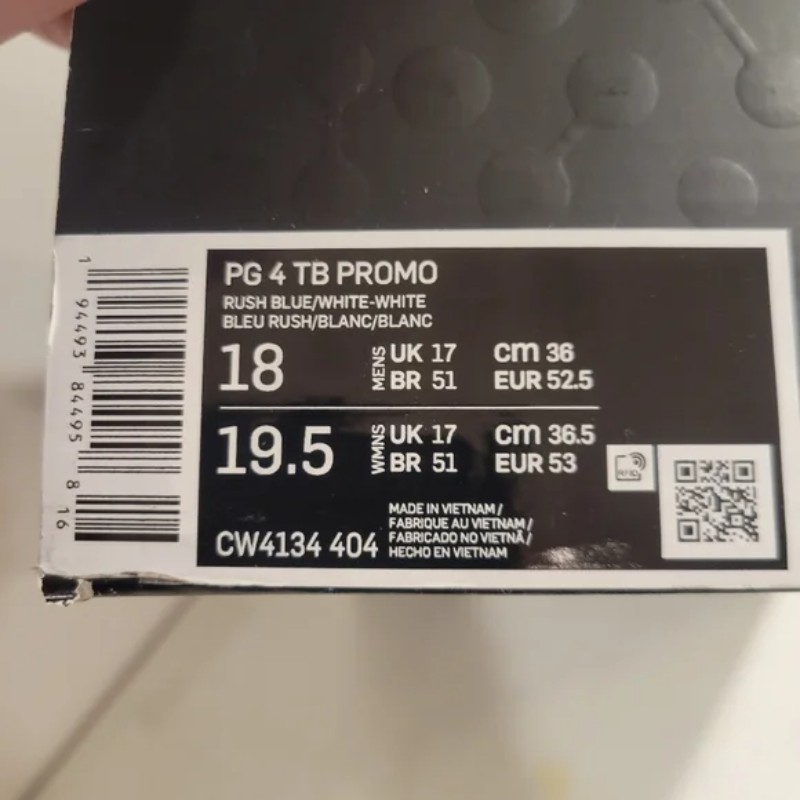 PG 4 TB PROMO
RUSH BLUE/WHITE-WHITE
BLEU RUSH/BLANC/BLANC
18 MENS UK 17 cm 36
BR 51 EUR 52.5
19.5 WMNS UK 17 cm 36.5
BR 51 EUR 53
CW4134 404
MADE IN VIETNAM /
FABRIQUE AU VIETNAM /
FABRICADO NO VIETNÃ /
HECHO EN VIETNAM
RFID
1 94493 84495 8 16